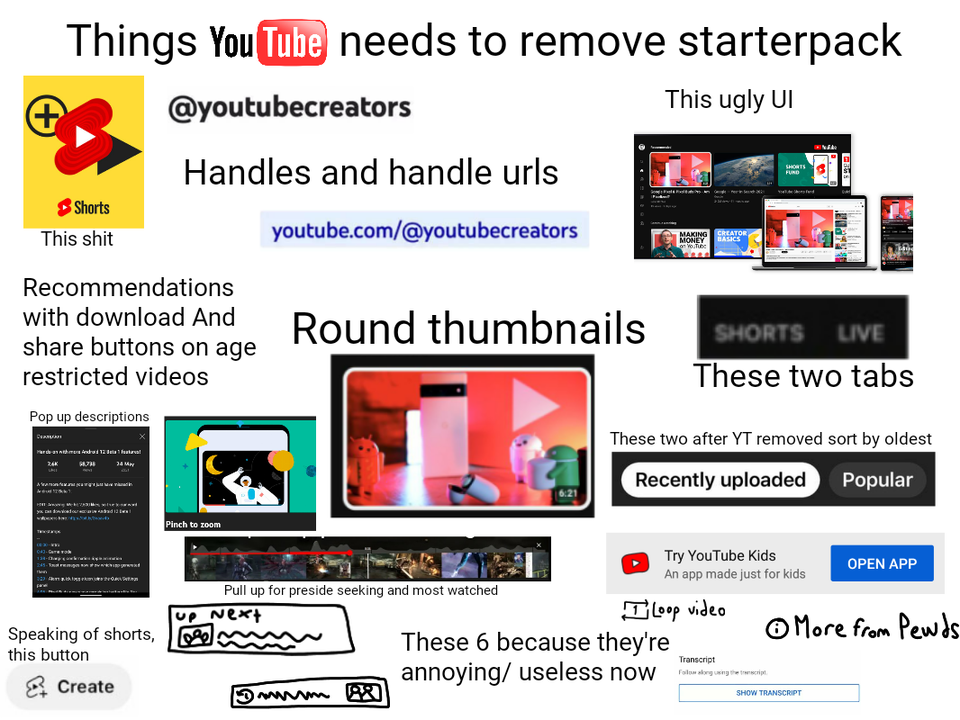 Things YouTube needs to remove starterpack
@youtubecreators
This ugly UI
Handles and handle urls
youtube.com/@youtubecreators
Shorts
This shit
YouTube
SHORTS FUND
MAKING MONEY
CREATOR BASICS
Recommendations
with download And
share buttons on age
restricted videos
Round thumbnails
6:21
SHORTS LIVE
These two tabs
Pop up descriptions
Description
Hands-on with more Android 12 Beta 1 features!
24 May
Timestamps
Pinch to zoom
These two after YT removed sort by oldest
Recently uploaded Popular
Pull up for preside seeking and most watched
Try YouTube Kids
An app made just for kids
OPEN APP
UP NEXT
Loop video
More from Pewds
Speaking of shorts,
this button
Create
These 6 because they're
annoying/ useless now
Transcript
Follow along using the transcript.
SHOW TRANSCRIPT